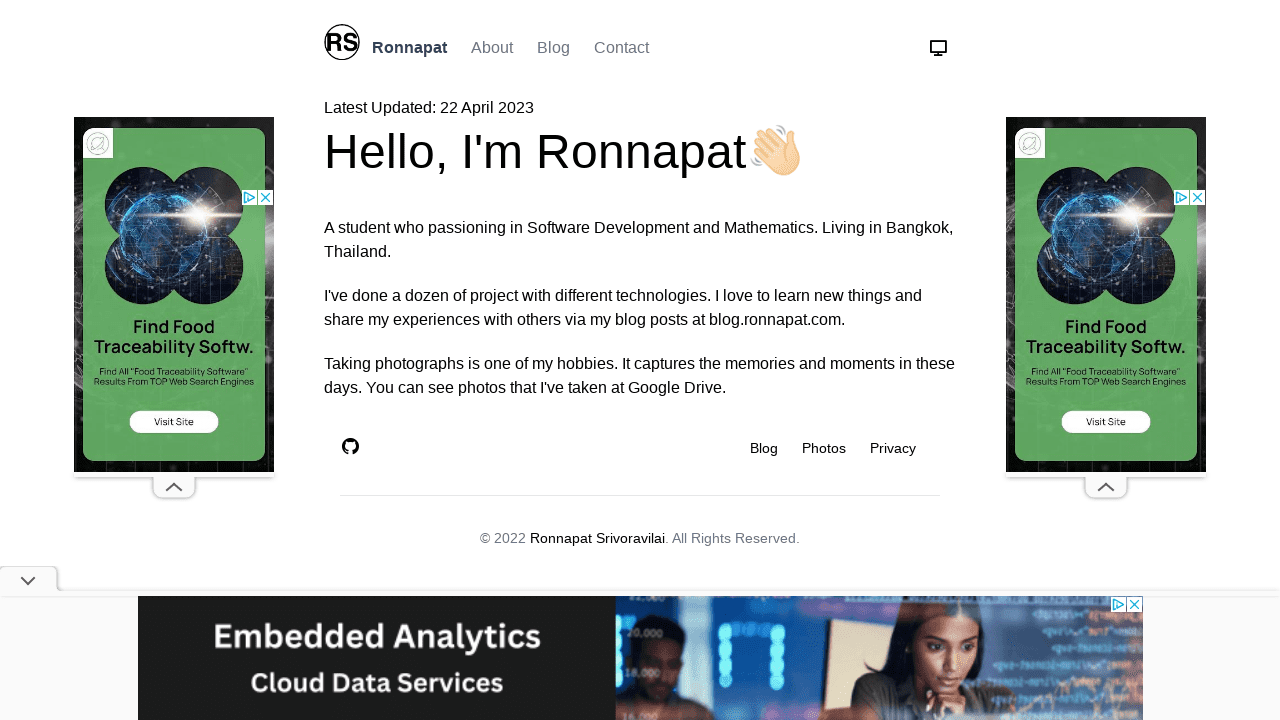 RS
Ronnapat
About
Blog
Contact
Latest Updated: 22 April 2023
Hello, I'm Ronnapat
A student who passioning in Software Development and Mathematics. Living in Bangkok,
Thailand.
I've done a dozen of project with different technologies. I love to learn new things and
share my experiences with others via my blog posts at blog.ronnapat.com.
Taking photographs is one of my hobbies. It captures the memories and moments in these
days. You can see photos that I've taken at Google Drive.
Blog
Photos
Privacy
© 2022 Ronnapat Srivoravilai. All Rights Reserved.
Find Food
Traceability Softw.
Find All "Food Traceability Software"
Results From TOP Web Search Engines
Visit Site
Find Food
Traceability Softw.
Find All "Food Traceability Software"
Results From TOP Web Search Engines
Visit Site
Embedded Analytics
Cloud Data Services
20,000
18,000
16,000